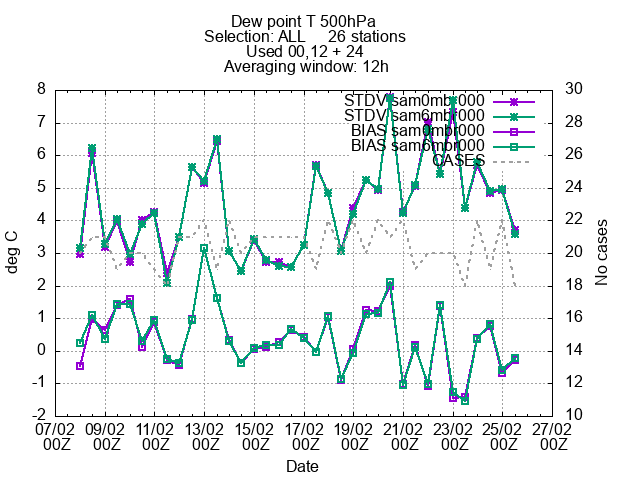 Dew point T 500hPa
Selection: ALL 26 stations
Used 00,12 + 24
Averaging window: 12h
8
7
6
5
4
3
2
1
0
-1
-2
deg C
30
28
26
24
22
20
18
16
14
12
10
No cases
STDV sam0mbr000
STDV sam6mbr000
BIAS sam0mbr000
BIAS sam6mbr000
CASES
07/02 09/02 11/02 13/02 15/02 17/02 19/02 21/02 23/02 25/02 27/02
00Z 00Z 00Z 00Z 00Z 00Z 00Z 00Z 00Z 00Z 00Z
Date